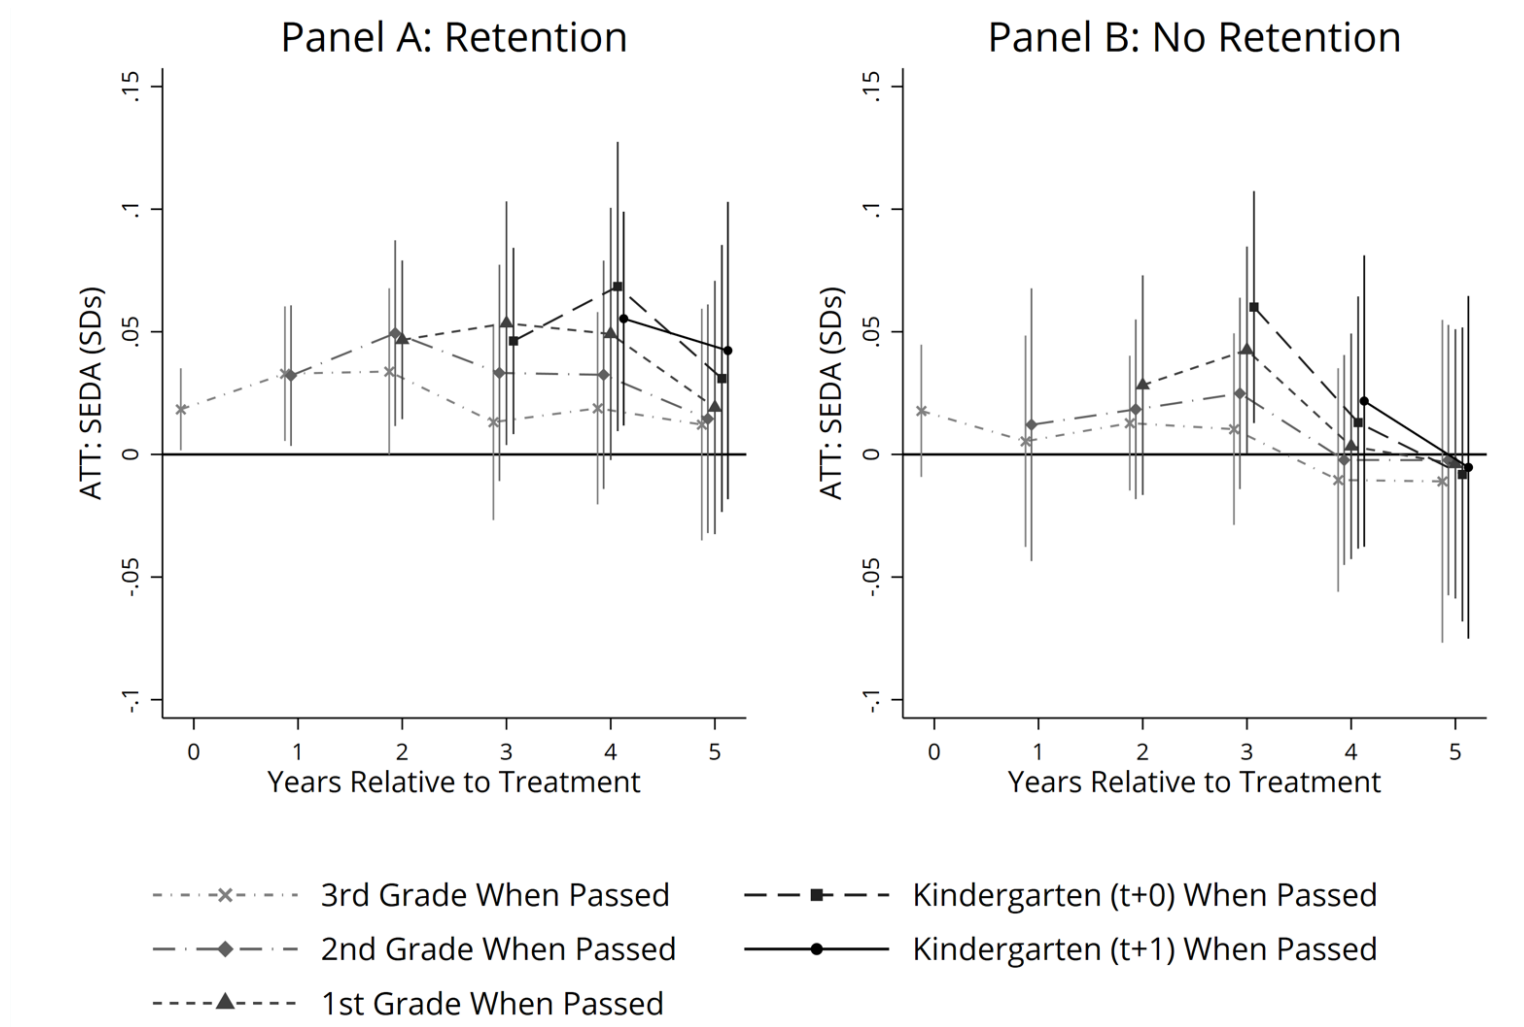 Panel A: Retention
Panel B: No Retention
ATT: SEDA (SDs)
.15
.1
.05
0
-.05
-.1
0 1 2 3 4 5
Years Relative to Treatment
ATT: SEDA (SDs)
.15
.1
.05
0
-.05
-.1
0 1 2 3 4 5
Years Relative to Treatment
3rd Grade When Passed
Kindergarten (t+0) When Passed
2nd Grade When Passed
Kindergarten (t+1) When Passed
1st Grade When Passed